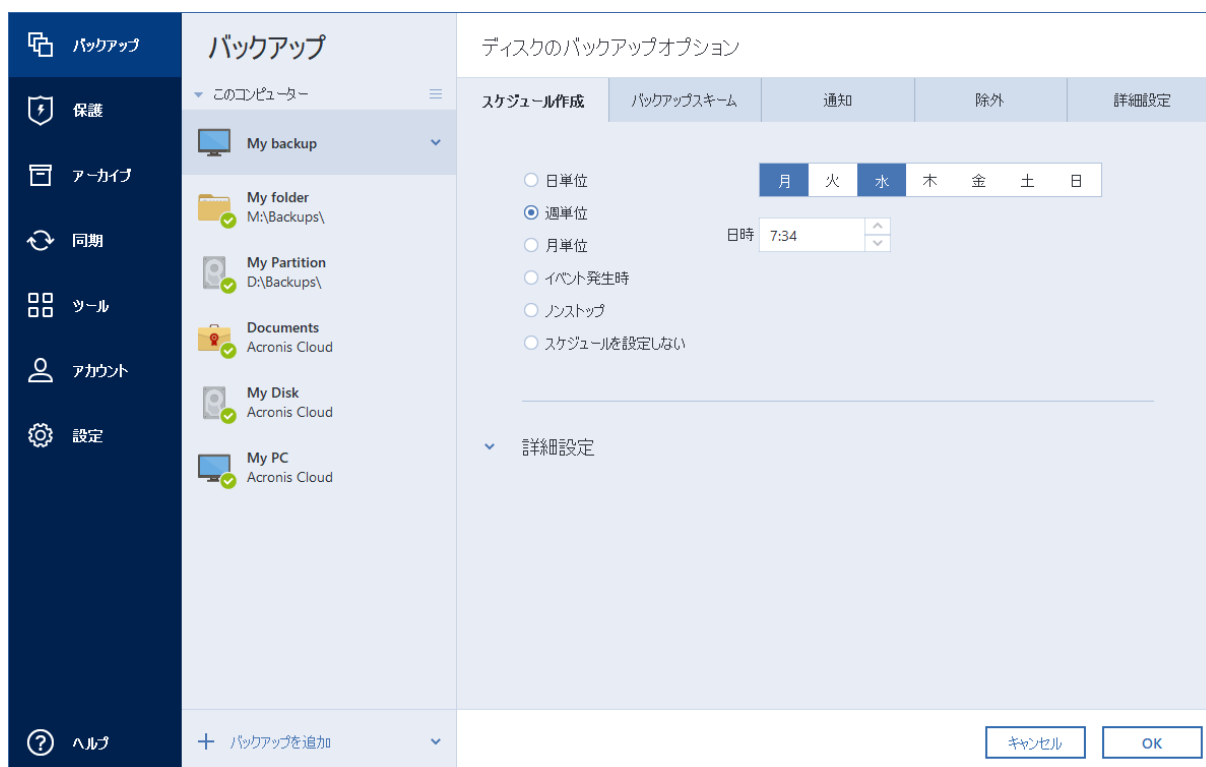 バックアップ
保護
アーカイブ
同期
ツール
アカウント
設定
ヘルプ
バックアップ
このコンピューター
My backup
My folder
M:\Backups\
My Partition
D:\Backups\
Documents
Acronis Cloud
My Disk
Acronis Cloud
My PC
Acronis Cloud
バックアップを追加
ディスクのバックアップオプション
スケジュール作成 バックアップスキーム 通知 除外 詳細設定
日単位
週単位
月単位
イベント発生時
ノンストップ
スケジュールを設定しない
月 火 水 木 金 土 日
日時 7:34
詳細設定
キャンセル OK